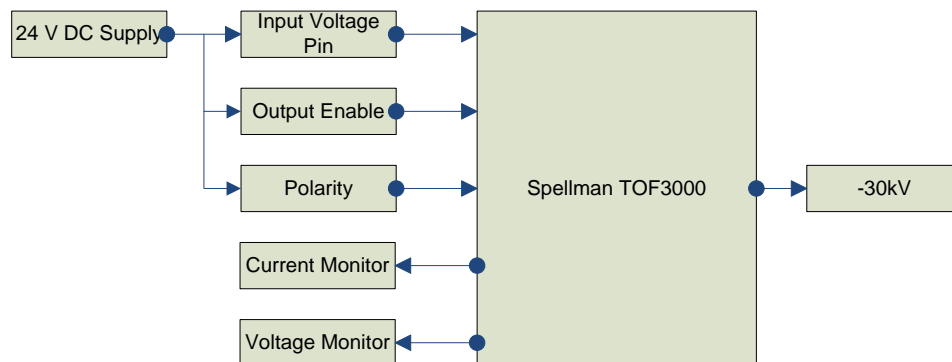 24 V DC Supply
Input Voltage
Pin
Output Enable
Polarity
Current Monitor
Voltage Monitor
Spellman TOF3000
-30kV